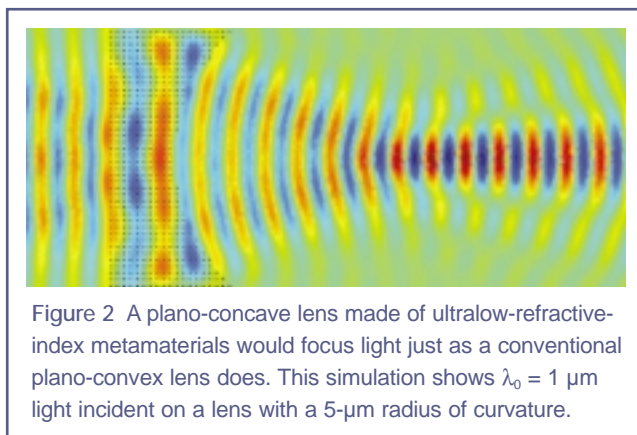 Figure 2 A plano-concave lens made of ultralow-refractive-
index metamaterials would focus light just as a conventional
plano-convex lens does. This simulation shows λ₀ = 1 µm
light incident on a lens with a 5-µm radius of curvature.